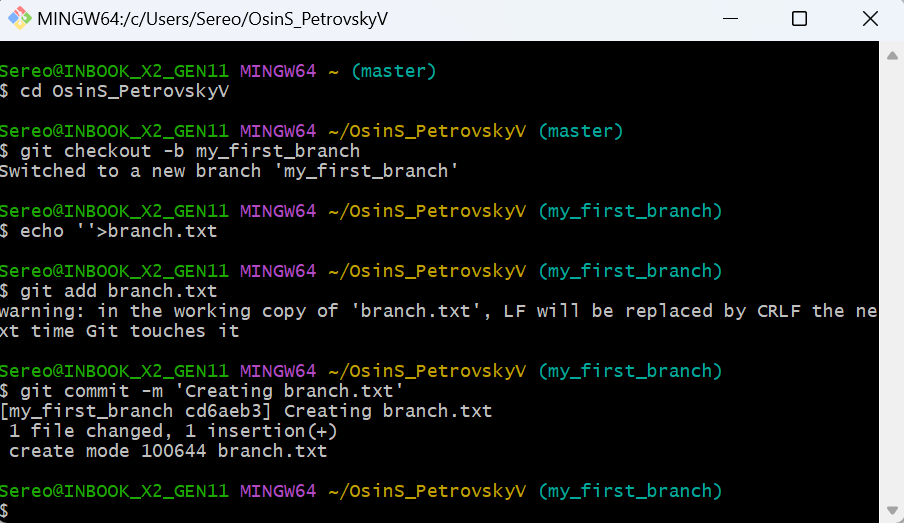 MINGW64:/c/Users/Sereo/OsinS_PetrovskyV
Sereo@INBOOK_X2_GEN11 MINGW64 ~ (master)
$ cd OsinS_PetrovskyV
Sereo@INBOOK_X2_GEN11 MINGW64 ~/OsinS_PetrovskyV (master)
$ git checkout -b my_first_branch
Switched to a new branch 'my_first_branch'
Sereo@INBOOK_X2_GEN11 MINGW64 ~/OsinS_PetrovskyV (my_first_branch)
$ echo ''>branch.txt
Sereo@INBOOK_X2_GEN11 MINGW64 ~/OsinS_PetrovskyV (my_first_branch)
$ git add branch.txt
warning: in the working copy of 'branch.txt', LF will be replaced by CRLF the ne
xt time Git touches it
Sereo@INBOOK_X2_GEN11 MINGW64 ~/OsinS_PetrovskyV (my_first_branch)
$ git commit -m 'Creating branch.txt'
[my_first_branch cd6aeb3] Creating branch.txt
 1 file changed, 1 insertion(+)
 create mode 100644 branch.txt
Sereo@INBOOK_X2_GEN11 MINGW64 ~/OsinS_PetrovskyV (my_first_branch)
$